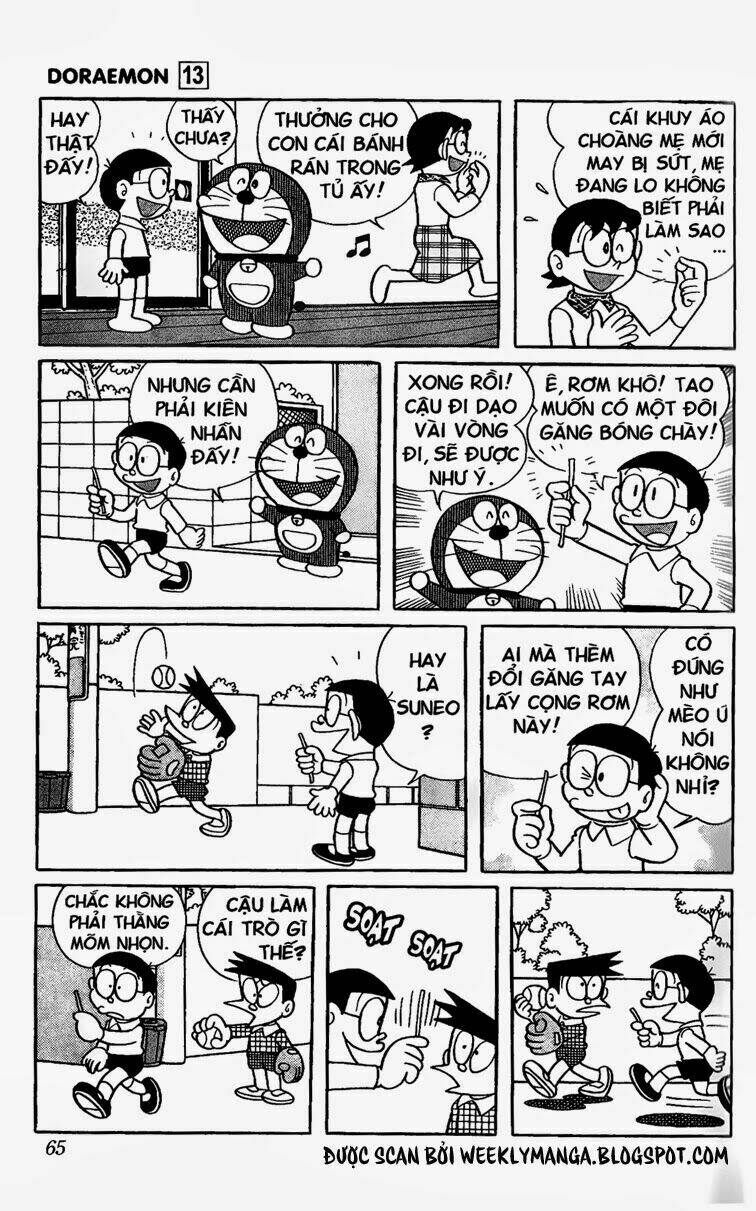 DORAEMON 13
CÁI KHUY ÁO
CHOÀNG MẸ MỚI
MAY BỊ SỨT, MẸ
ĐANG LO KHÔNG
BIẾT PHẢI
LÀM SAO
...
THƯỞNG CHO
CON CÁI BÁNH
RÁN TRONG
TỦ ẤY!
THẤY
CHƯA?
HAY
THẬT
ĐẤY!
Ê, RƠM KHÔ! TAO
MUỐN CÓ MỘT ĐÔI
GĂNG BÓNG CHÀY!
XONG RỒI!
CẬU ĐI DẠO
VÀI VÒNG
ĐI, SẼ ĐƯỢC
NHƯ Ý.
NHƯNG CẦN
PHẢI KIÊN
NHẪN
ĐẤY!
CÓ
ĐÚNG
NHƯ
MÈO Ú
NÓI
KHÔNG
NHỈ?
AI MÀ THÈM
ĐỔI GĂNG TAY
LẤY CỌNG RƠM
NÀY!
HAY
LÀ
SUNEO
?
SOẠT
SOẠT
CẬU LÀM
CÁI TRÒ GÌ
THẾ?
CHẮC KHÔNG
PHẢI THẰNG
MÕM NHỌN.
65
ĐƯỢC SCAN BỞI WEEKLYMANGA.BLOGSPOT.COM